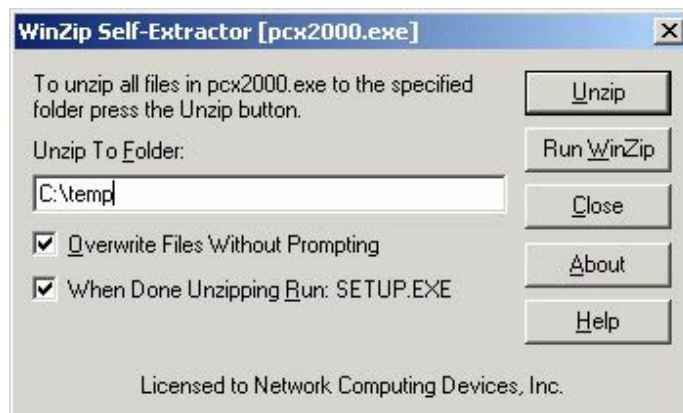 WinZip Self-Extractor [pcx2000.exe]
To unzip all files in pcx2000.exe to the specified
folder press the Unzip button.
Unzip To Folder:
C:\temp
Overwrite Files Without Prompting
When Done Unzipping Run: SETUP.EXE
Unzip
Run WinZip
Close
About
Help
Licensed to Network Computing Devices, Inc.